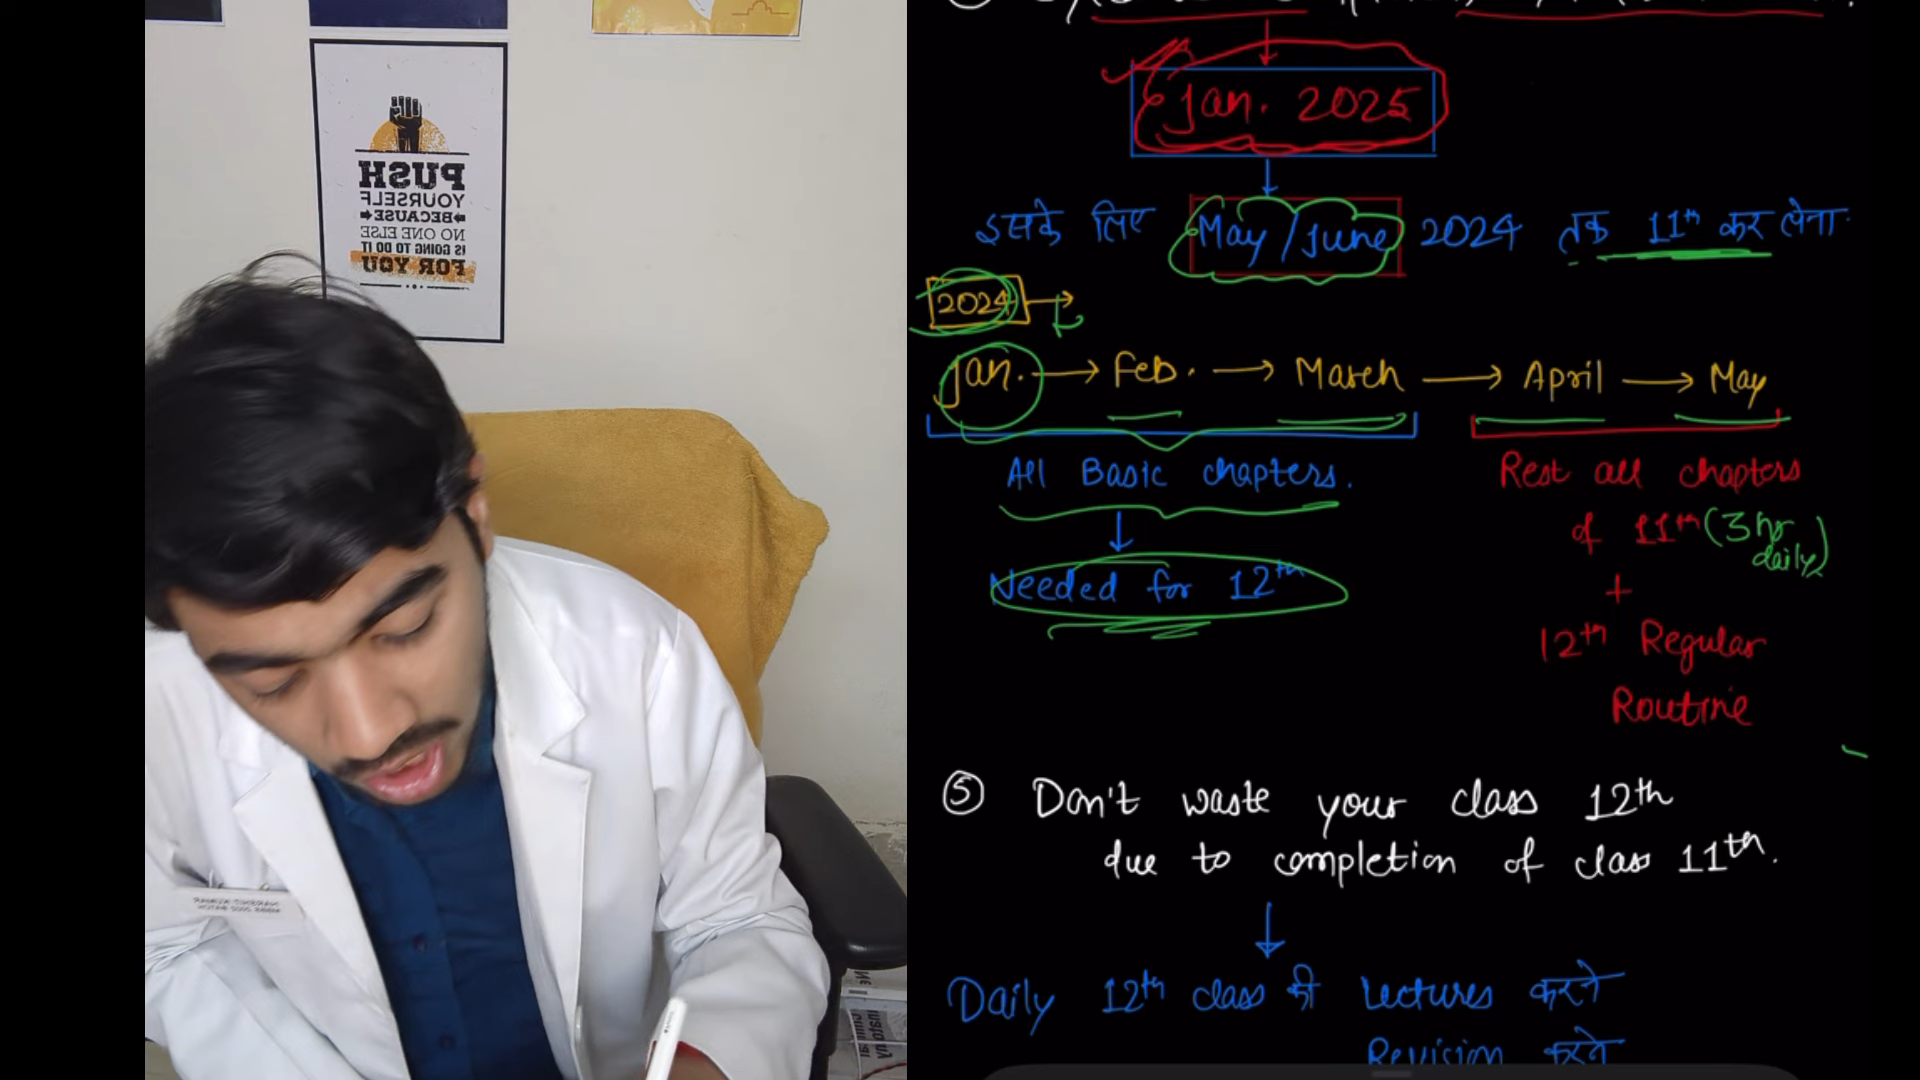 PUSH
YOURSELF
BECAUSE
NO ONE ELSE
IS GOING TO DO IT
FOR YOU
Jan. 2025
इसके लिए May/June 2024 तक 11th कर लेना
2024
Jan. → Feb. → March → April → May
All Basic chapters.
Needed for 12th
Rest all chapters
of 11th (3 hr
daily)
+
12th Regular
Routine
⑤ Don't waste your class 12th
due to completion of class 11th.
Daily 12th class की Lectures करने
Revision करने